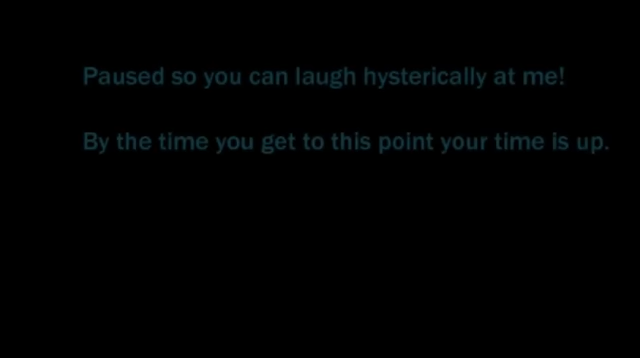 Paused so you can laugh hysterically at me!
By the time you get to this point your time is up.